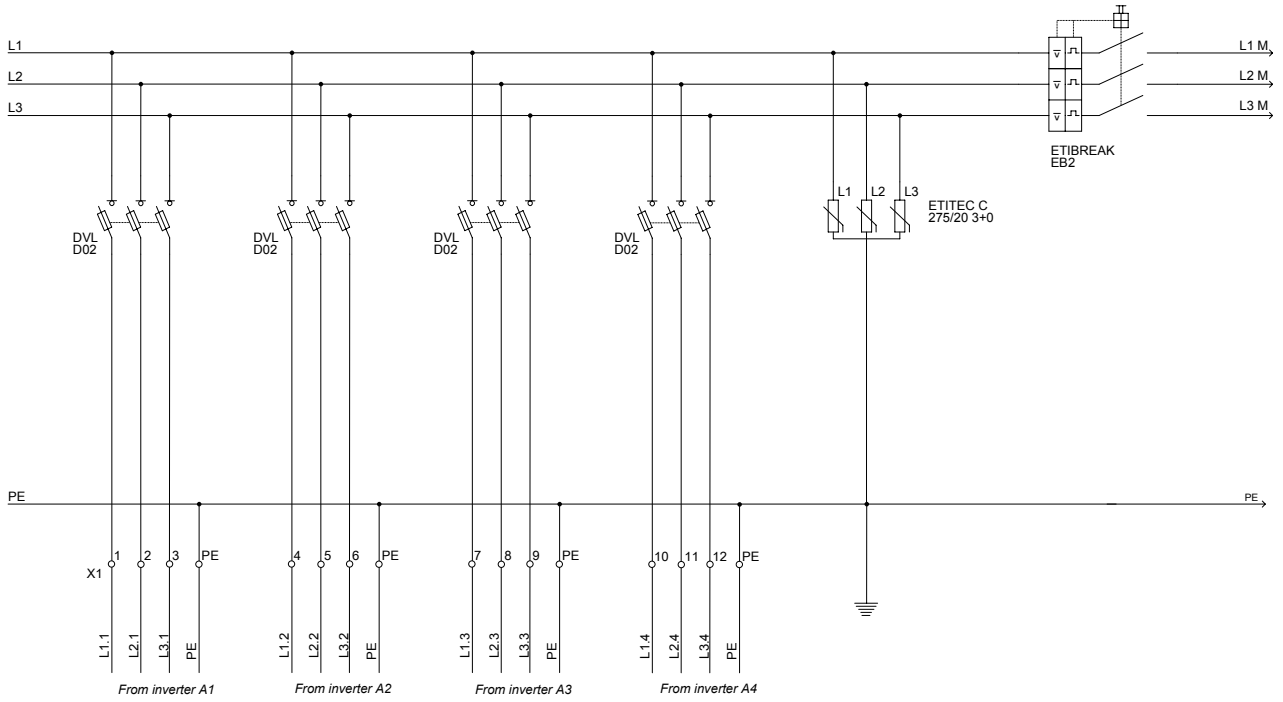 L1
L1 M
L2
L2 M
L3
L3 M
ETIBREAK
EB2
L1
L2
L3
ETITEC C
275/20 3+0
DVL
D02
DVL
D02
DVL
D02
DVL
D02
PE
PE
X1
1
2
3
PE
4
5
6
PE
7
8
9
PE
10
11
12
PE
L1.1
L2.1
L3.1
PE
L1.2
L2.2
L3.2
PE
L1.3
L2.3
L3.3
PE
L1.4
L2.4
L3.4
PE
From inverter A1
From inverter A2
From inverter A3
From inverter A4